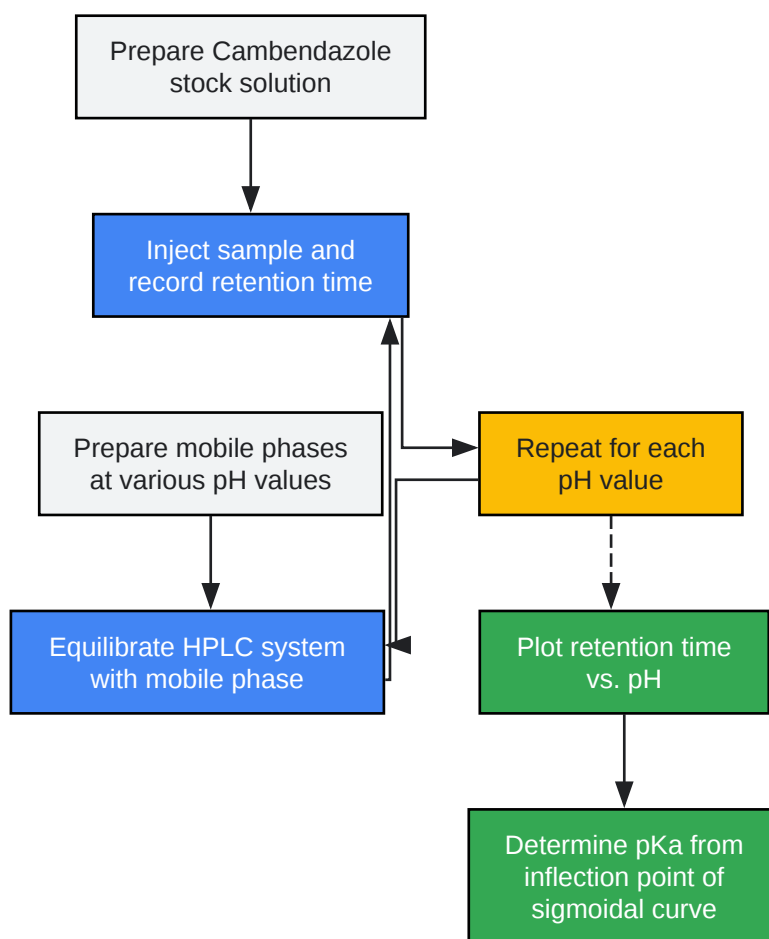 Prepare Cambendazole
stock solution
Inject sample and
record retention time
Prepare mobile phases
at various pH values
Repeat for each
pH value
Equilibrate HPLC system
with mobile phase
Plot retention time
vs. pH
Determine pKa from
inflection point of
sigmoidal curve